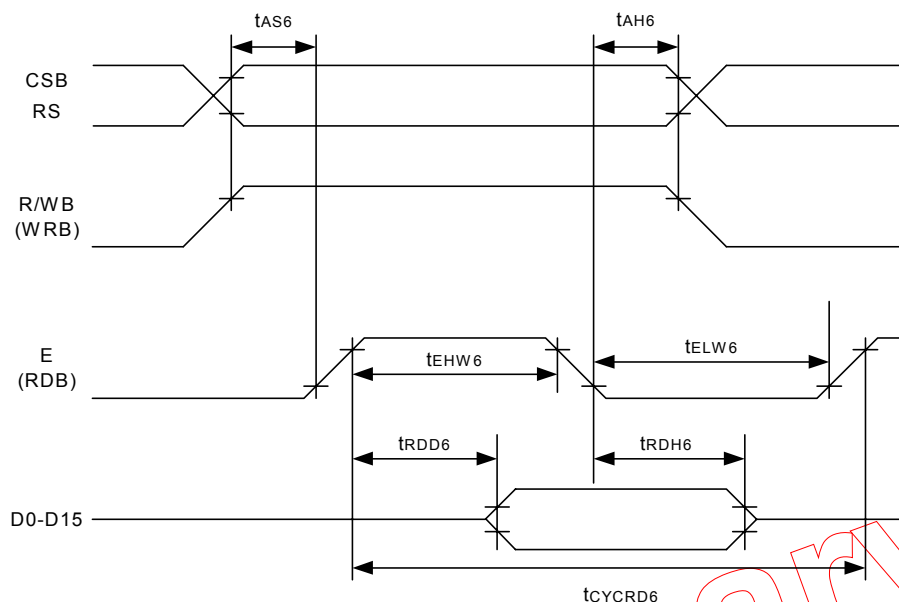 tAS6
tAH6
CSB
RS
R/WB
(WRB)
E
(RDB)
tEHW6
tELW6
tRDD6
tRDH6
D0-D15
tCYCRD6